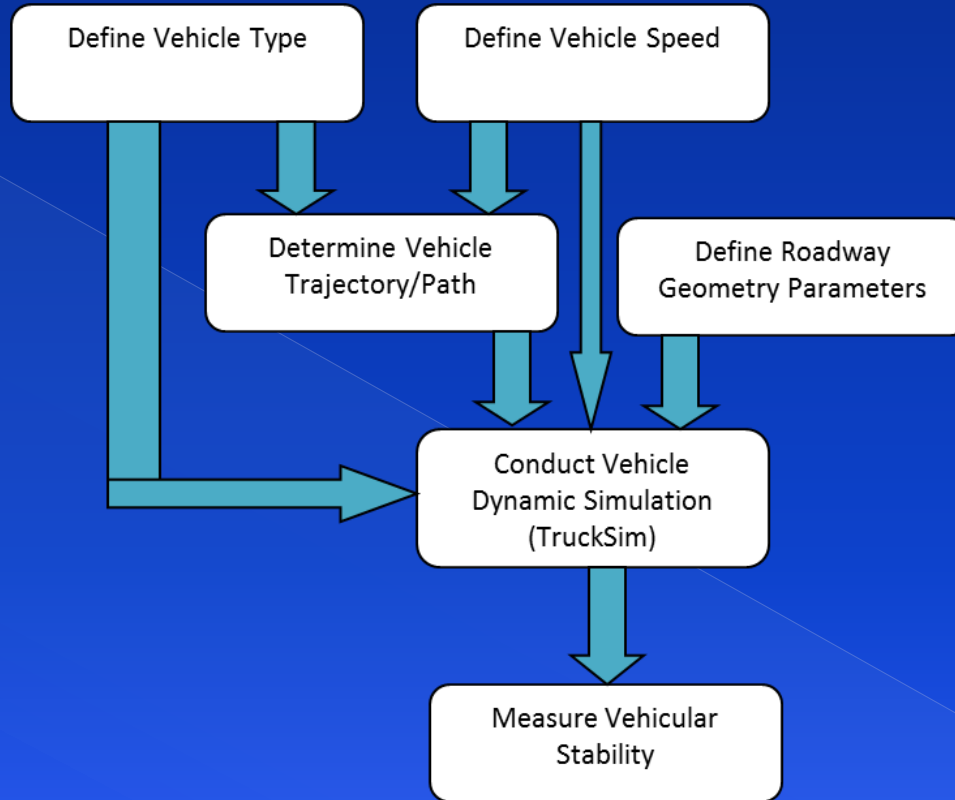 Define Vehicle Type
Define Vehicle Speed
Determine Vehicle
Trajectory/Path
Define Roadway
Geometry Parameters
Conduct Vehicle
Dynamic Simulation
(TruckSim)
Measure Vehicular
Stability